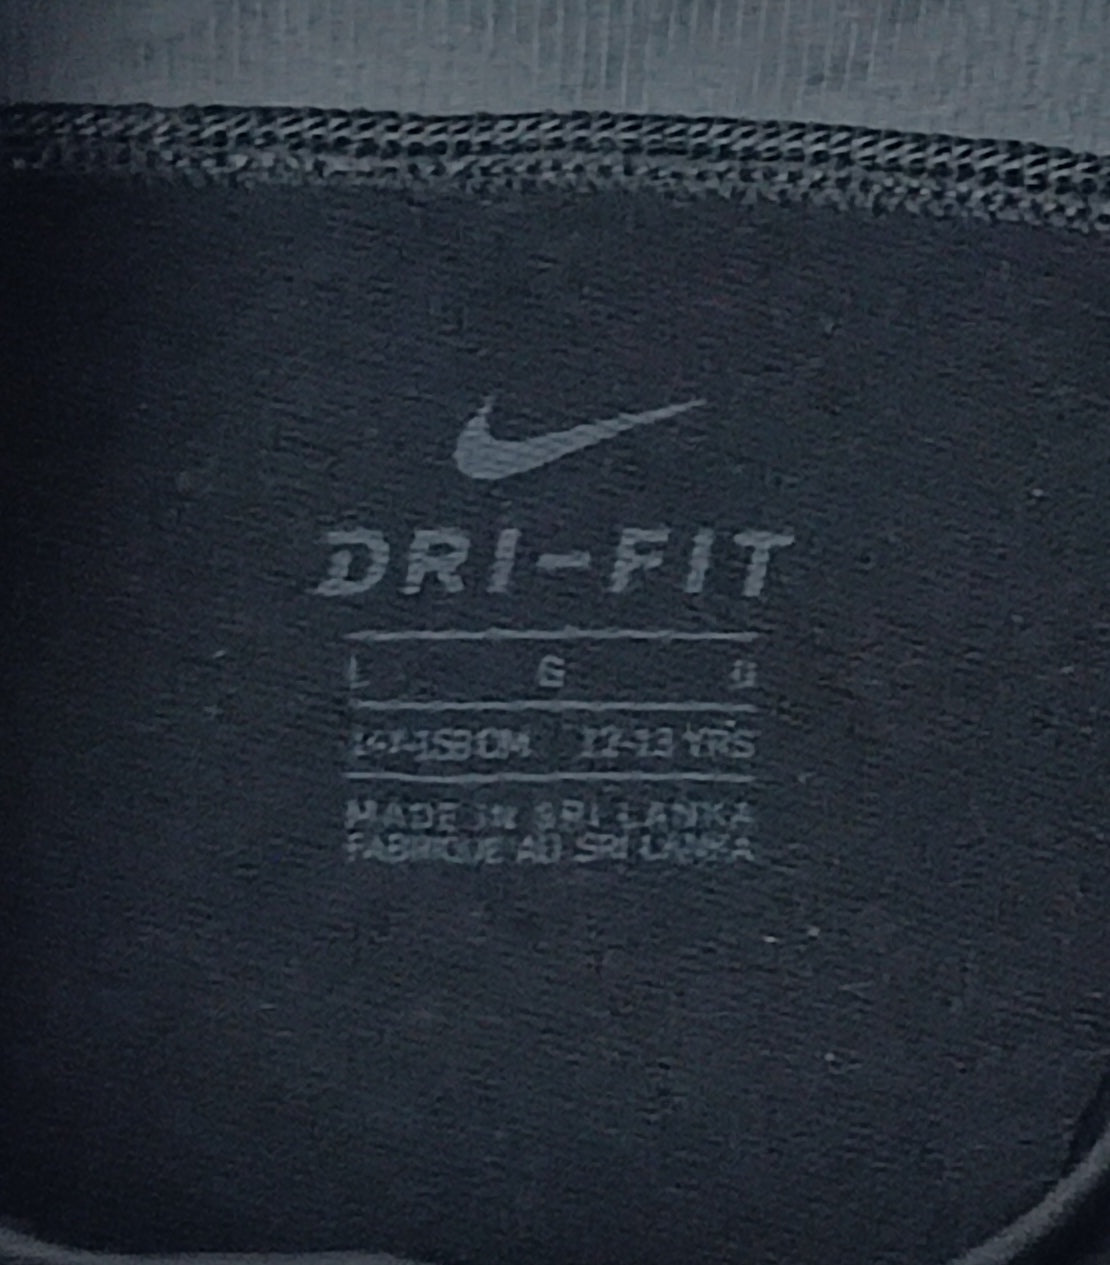 DRI-FIT
L G G
147-158CM 12-13 YRS
MADE IN SRI LANKA
FABRIQUE AU SRI LANKA